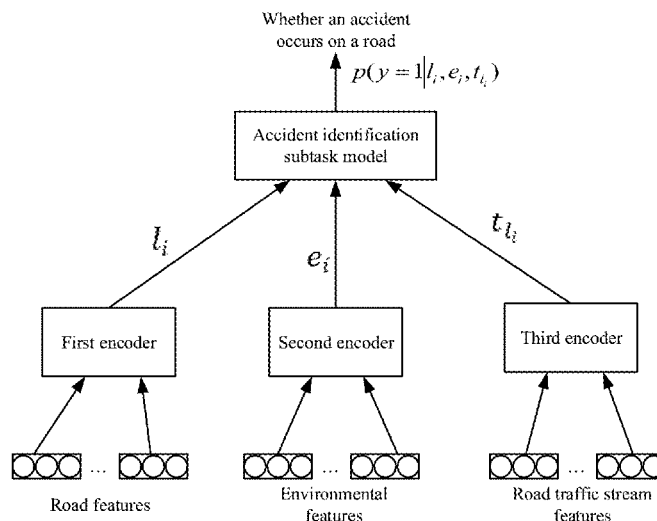 Whether an accident
occurs on a road
p(y = 1|l_i, e_i, t_{l_i})
Accident identification
subtask model
l_i
e_i
t_{l_i}
First encoder
Second encoder
Third encoder
... ... ...
Road features
Environmental
features
Road traffic stream
features